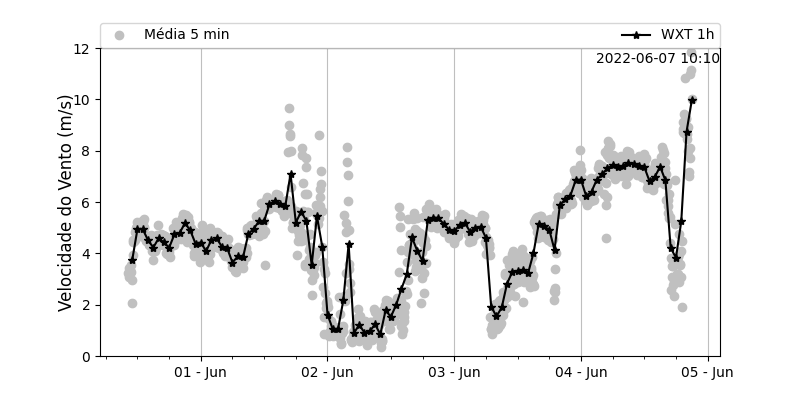 Média 5 min
WXT 1h
2022-06-07 10:10
Velocidade do Vento (m/s)
12
10
8
6
4
2
0
01 - Jun
02 - Jun
03 - Jun
04 - Jun
05 - Jun